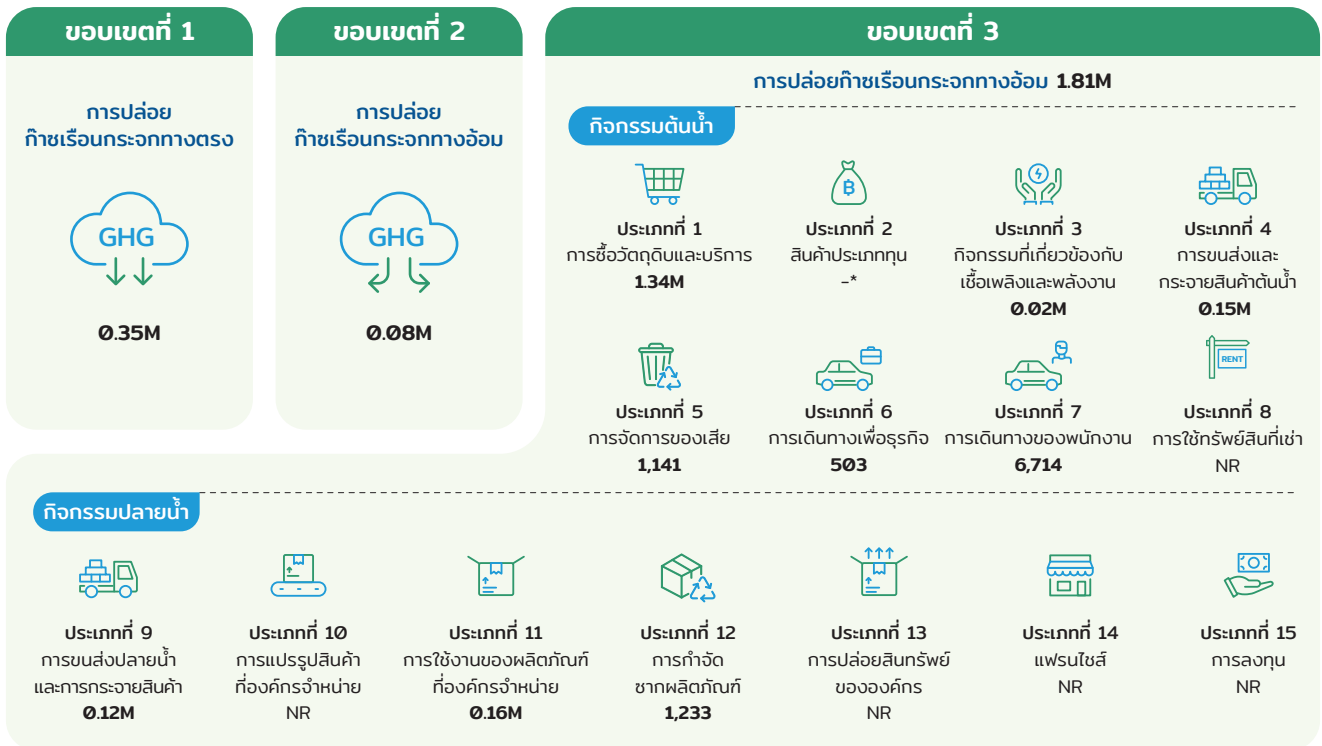 ขอบเขตที่ 1
การปล่อย
ก๊าซเรือนกระจกทางตรง
GHG
0.35M
ขอบเขตที่ 2
การปล่อย
ก๊าซเรือนกระจกทางอ้อม
GHG
0.08M
ขอบเขตที่ 3
การปล่อยก๊าซเรือนกระจกทางอ้อม 1.81M
กิจกรรมต้นน้ำ
฿
ประเภทที่ 1
การซื้อวัตถุดิบและบริการ
1.34M
ประเภทที่ 2
สินค้าประเภททุน
-*
ประเภทที่ 3
กิจกรรมที่เกี่ยวข้องกับ
เชื้อเพลิงและพลังงาน
0.02M
ประเภทที่ 4
การขนส่งและ
กระจายสินค้าต้นน้ำ
0.15M
ประเภทที่ 5
การจัดการของเสีย
1,141
ประเภทที่ 6
การเดินทางเพื่อธุรกิจ
503
ประเภทที่ 7
การเดินทางของพนักงาน
6,714
RENT
ประเภทที่ 8
การใช้ทรัพย์สินที่เช่า
NR
กิจกรรมปลายน้ำ
ประเภทที่ 9
การขนส่งปลายน้ำ
และการกระจายสินค้า
0.12M
ประเภทที่ 10
การแปรรูปสินค้า
ที่องค์กรจำหน่าย
NR
ประเภทที่ 11
การใช้งานของผลิตภัณฑ์
ที่องค์กรจำหน่าย
0.16M
ประเภทที่ 12
การกำจัด
ซากผลิตภัณฑ์
1,233
ประเภทที่ 13
การปล่อยสินทรัพย์
ขององค์กร
NR
ประเภทที่ 14
แฟรนไชส์
NR
ประเภทที่ 15
การลงทุน
NR